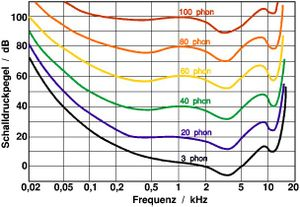 Schalldruckpegel / dB
100
80
60
40
20
0
100 phon
80 phon
60 phon
40 phon
20 phon
3 phon
0,02 0,05 0,1 0,2 0,5 1 2 5 10 20
Frequenz / kHz